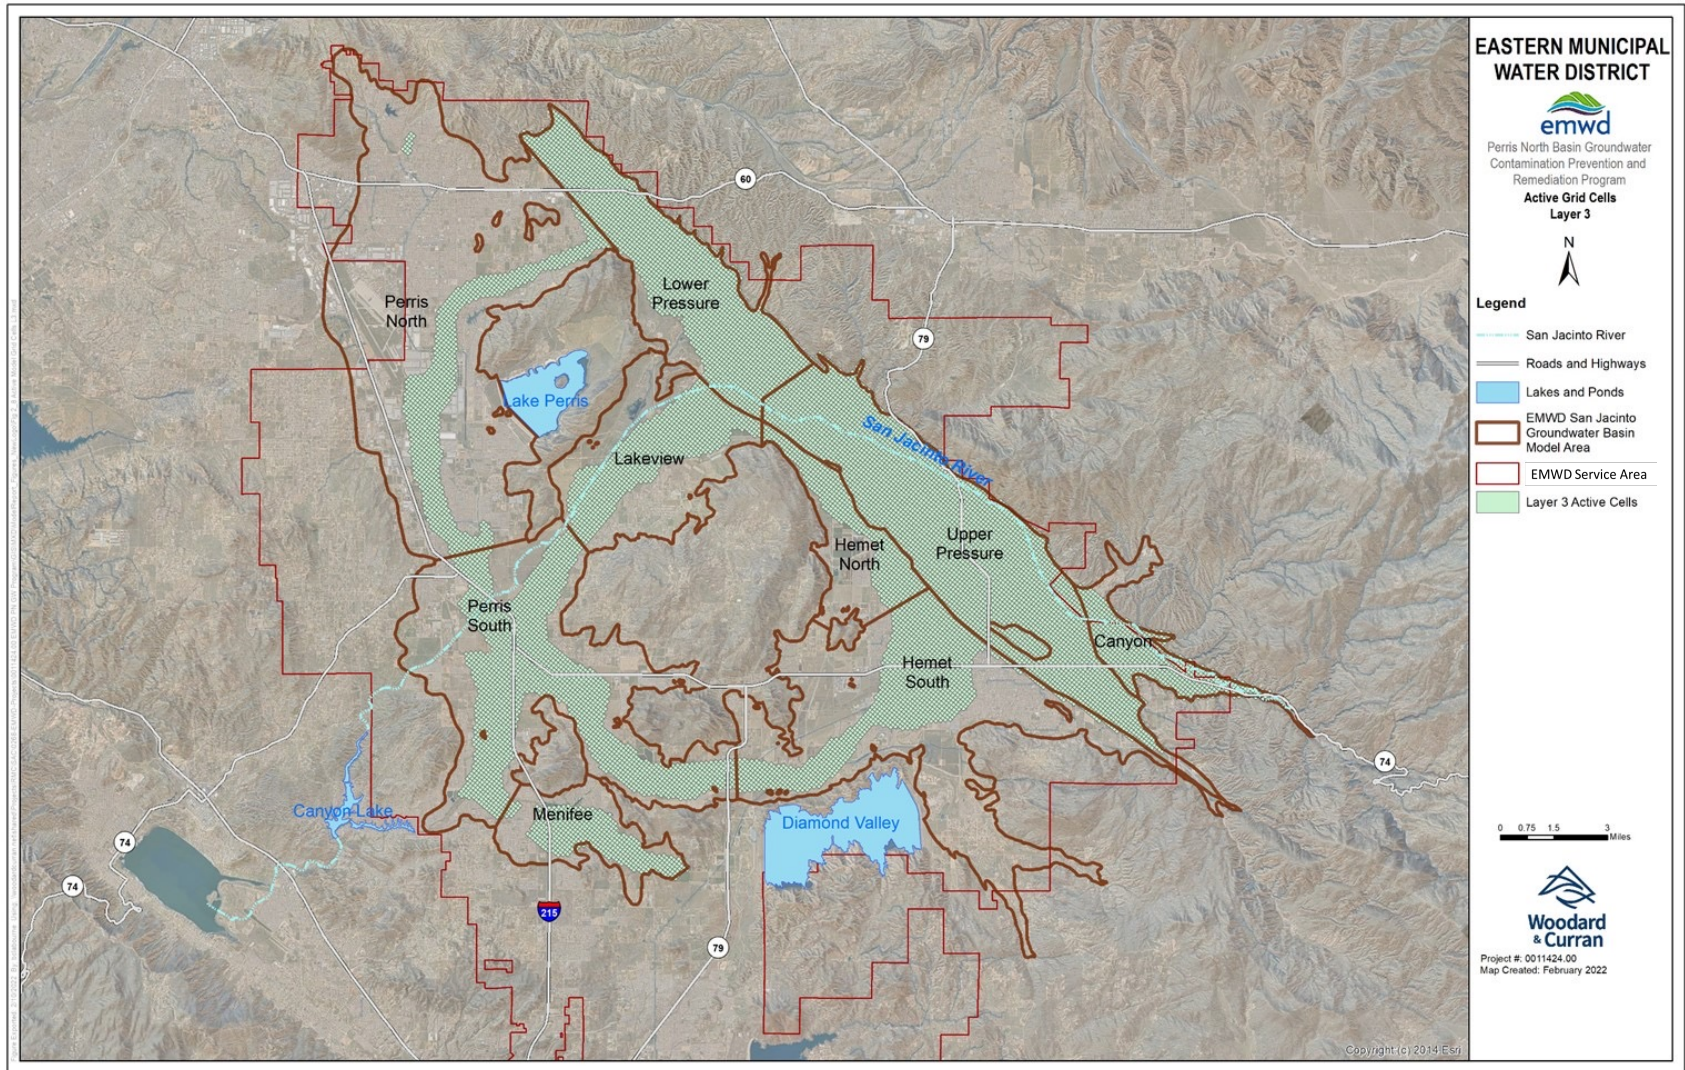 EASTERN MUNICIPAL
WATER DISTRICT
emwd
Perris North Basin Groundwater
Contamination Prevention and
Remediation Program
Active Grid Cells
Layer 3
N
Legend
San Jacinto River
Roads and Highways
Lakes and Ponds
EMWD San Jacinto
Groundwater Basin
Model Area
EMWD Service Area
Layer 3 Active Cells
0 0.75 1.5 3
Miles
Woodard
& Curran
Project #: 0011424.00
Map Created: February 2022
60
Lower
Pressure
Perris
North
79
Lake Perris
San Jacinto River
Lakeview
Upper
Pressure
Hemet
North
Perris
South
Canyon
Hemet
South
74
Canyon Lake
Menifee
Diamond Valley
74
74
215
79
Copyright:(c) 2014 Esri